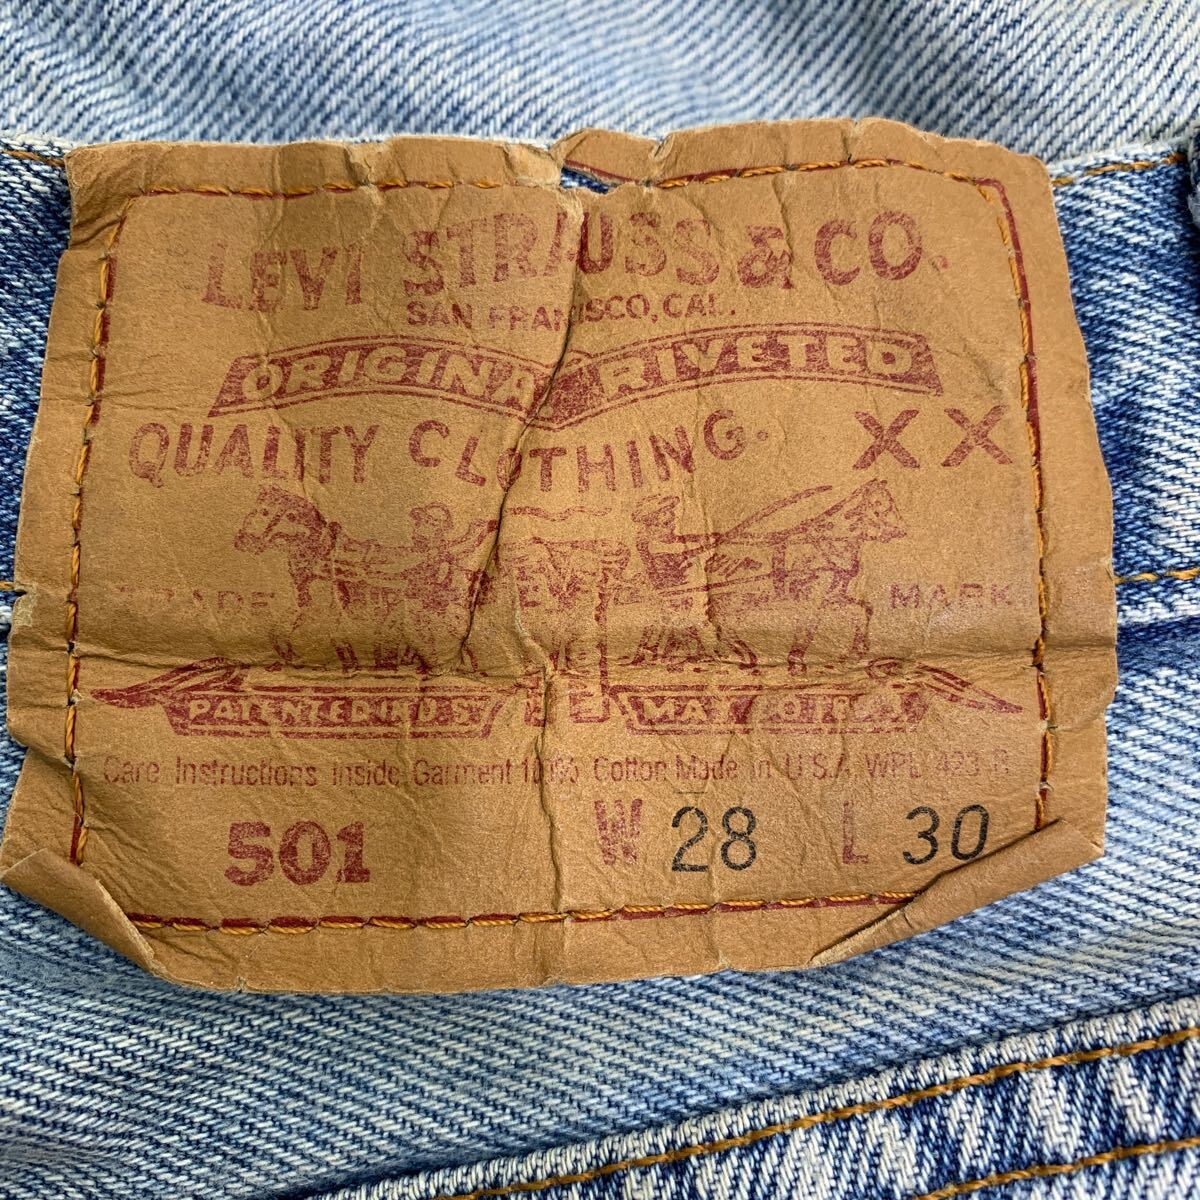 LEVI STRAUSS & CO.
SAN FRANCISCO, CAL.
ORIGINAL RIVETED
QUALITY CLOTHING. XX
TRADE MARK
PATENTED IN U.S. MAY 20 1873
Care Instructions Inside Garment 100% Cotton Made in U.S.A. WPL 423 R
501 W 28 L 30